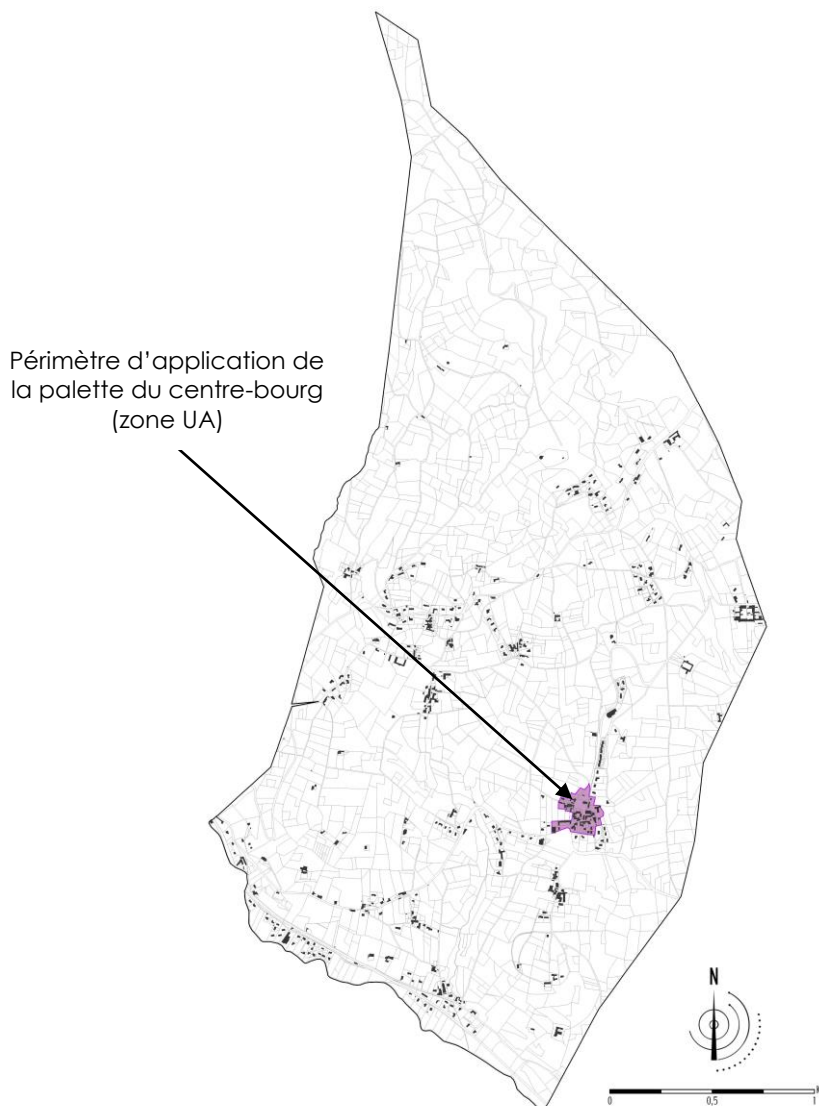 Périmètre d’application de
la palette du centre-bourg
(zone UA)
N
0
0,5
1